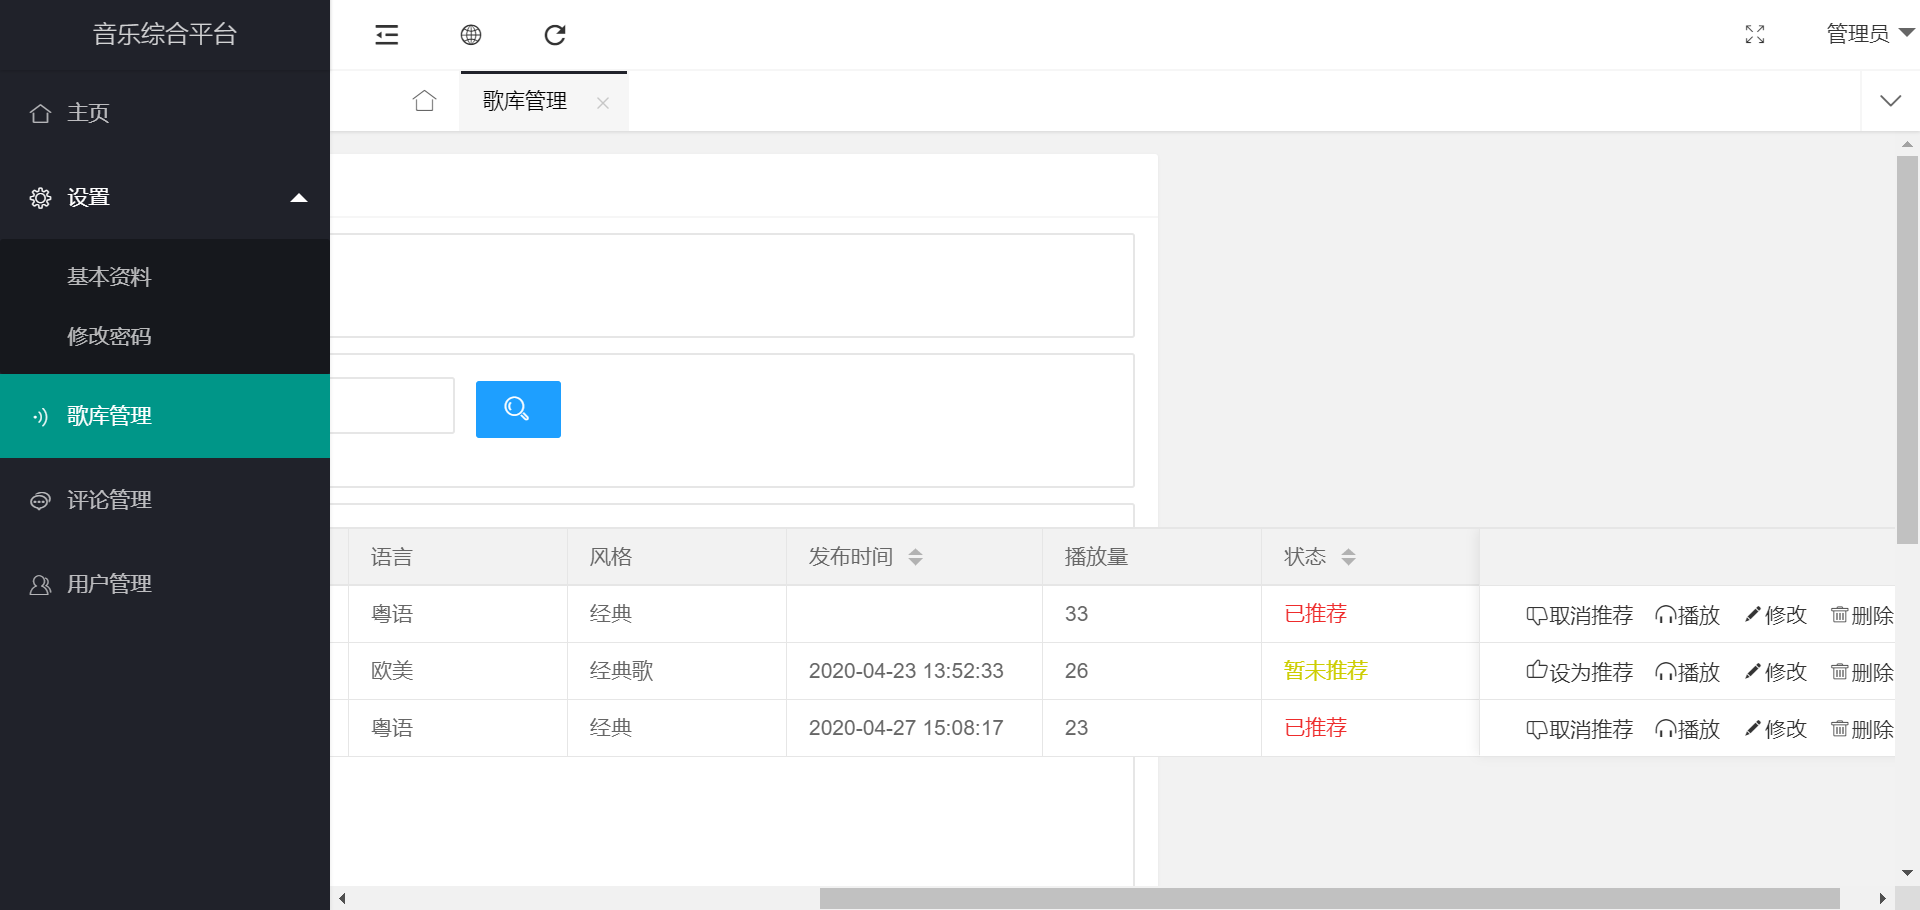 音乐综合平台
管理员
主页
歌库管理
设置
基本资料
修改密码
歌库管理
评论管理
用户管理
语言 风格 发布时间 播放量 状态
粤语 经典 33 已推荐 取消推荐 播放 修改 删除
欧美 经典歌 2020-04-23 13:52:33 26 暂未推荐 设为推荐 播放 修改 删除
粤语 经典 2020-04-27 15:08:17 23 已推荐 取消推荐 播放 修改 删除